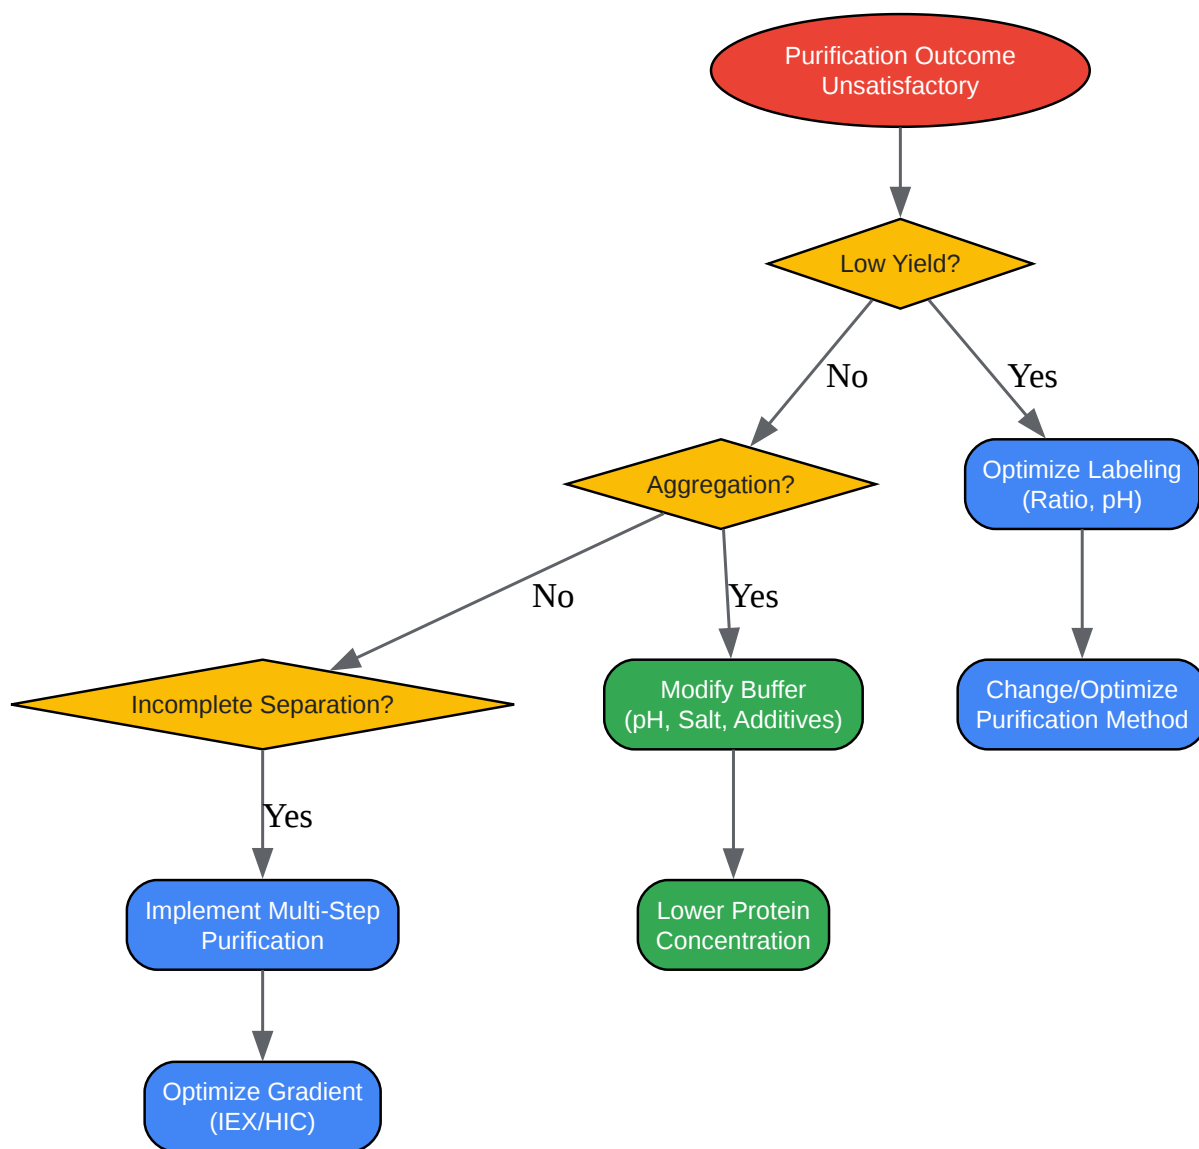 Purification Outcome
Unsatisfactory
Low Yield?
No
Yes
Aggregation?
Optimize Labeling
(Ratio, pH)
No
Yes
Incomplete Separation?
Modify Buffer
(pH, Salt, Additives)
Change/Optimize
Purification Method
Yes
Implement Multi-Step
Purification
Lower Protein
Concentration
Optimize Gradient
(IEX/HIC)